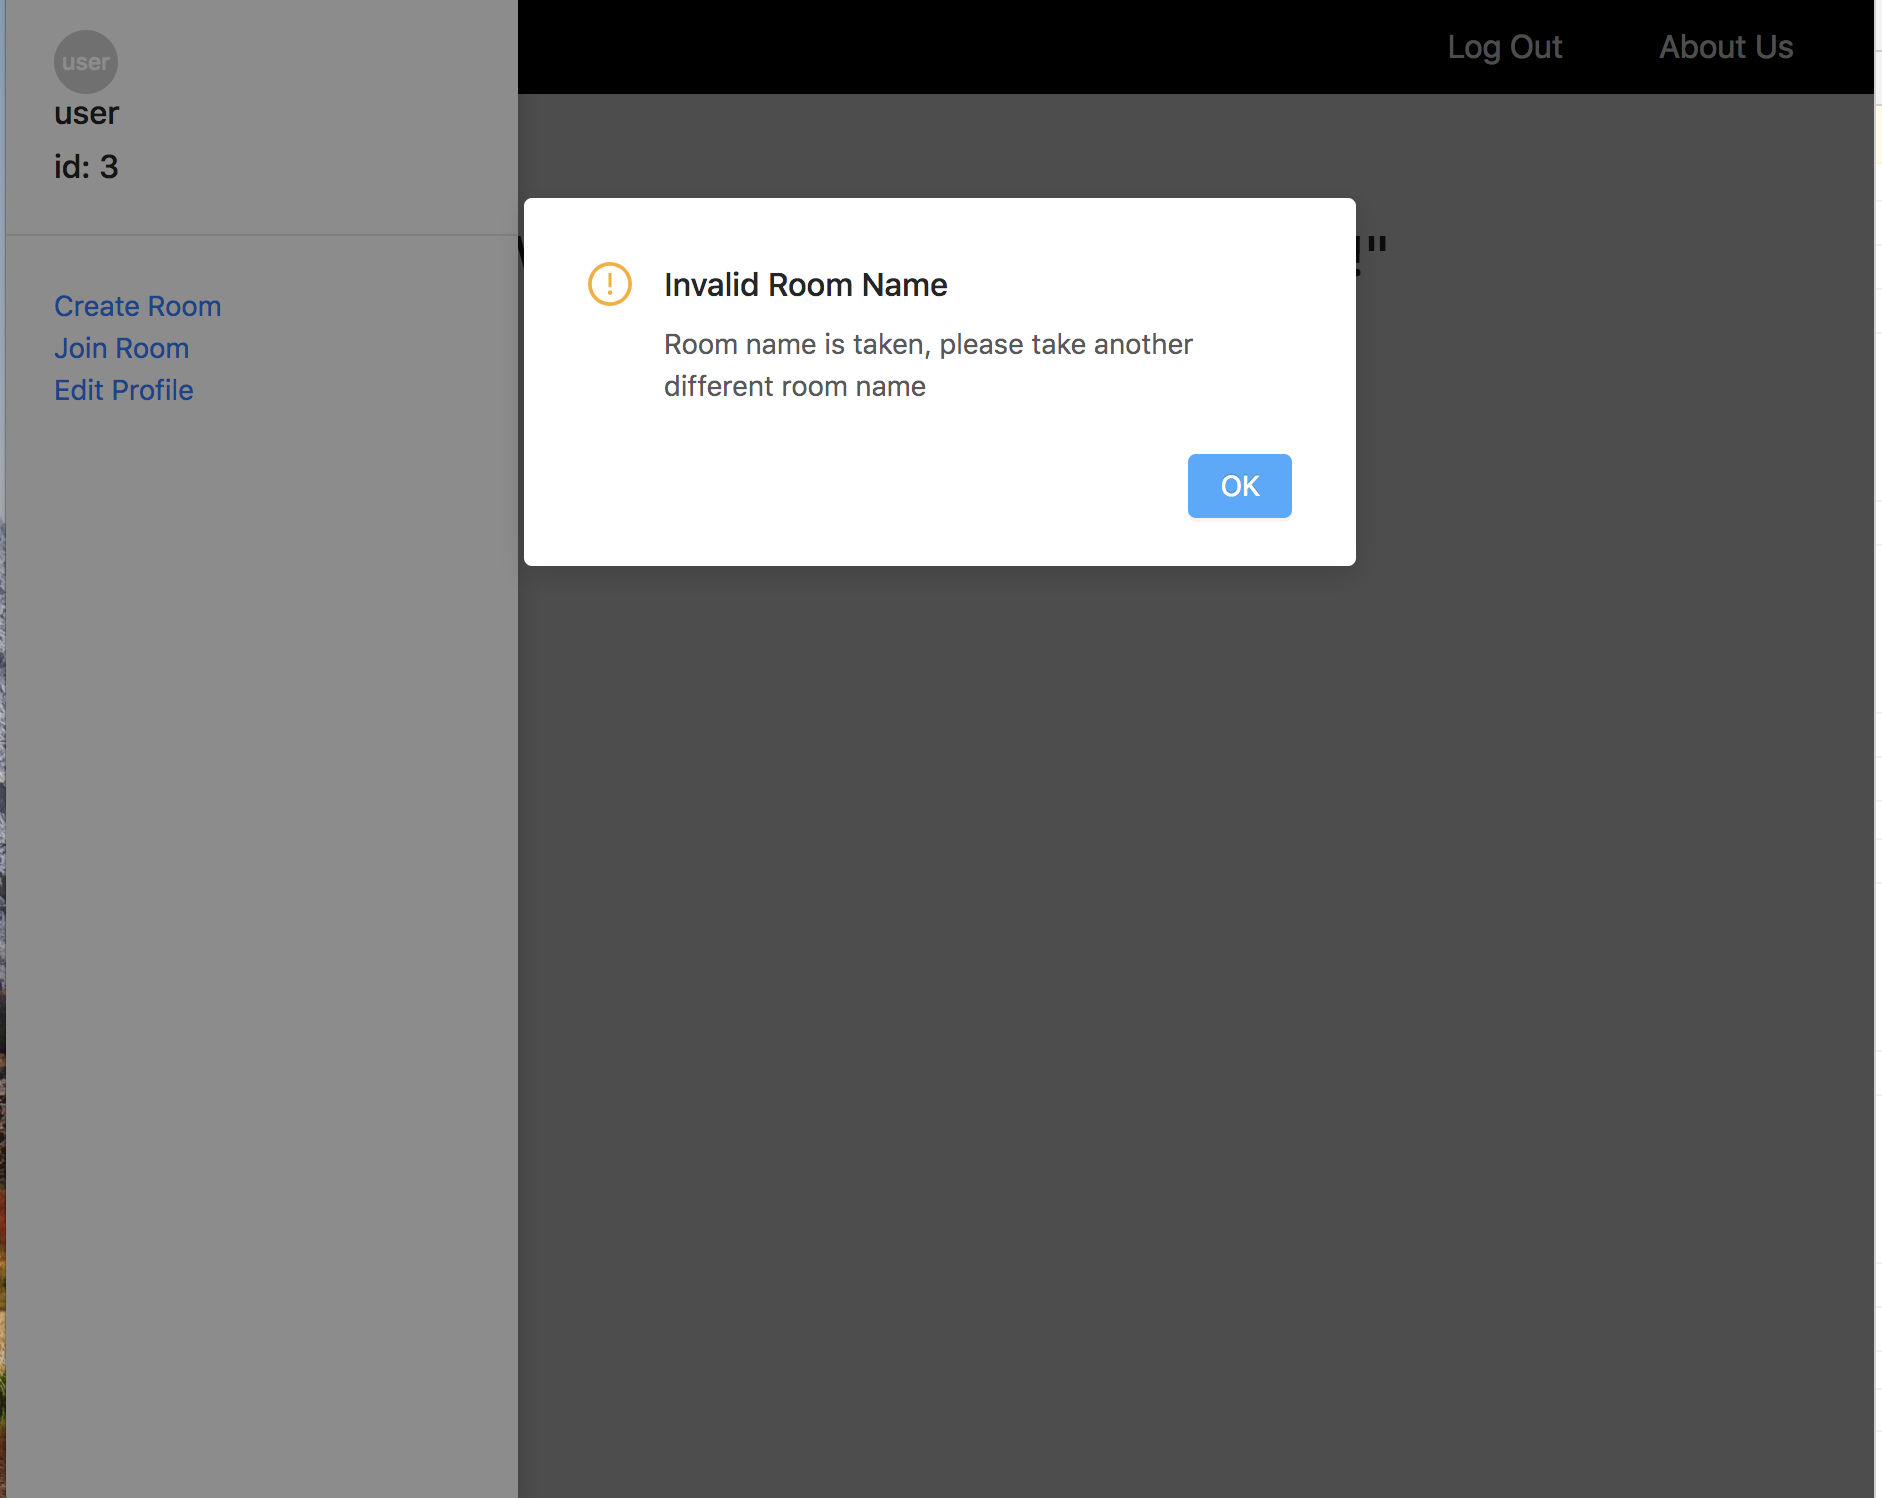 user
user
id: 3
Create Room
Join Room
Edit Profile
Log Out
About Us
!"
Invalid Room Name
Room name is taken, please take another
different room name
OK